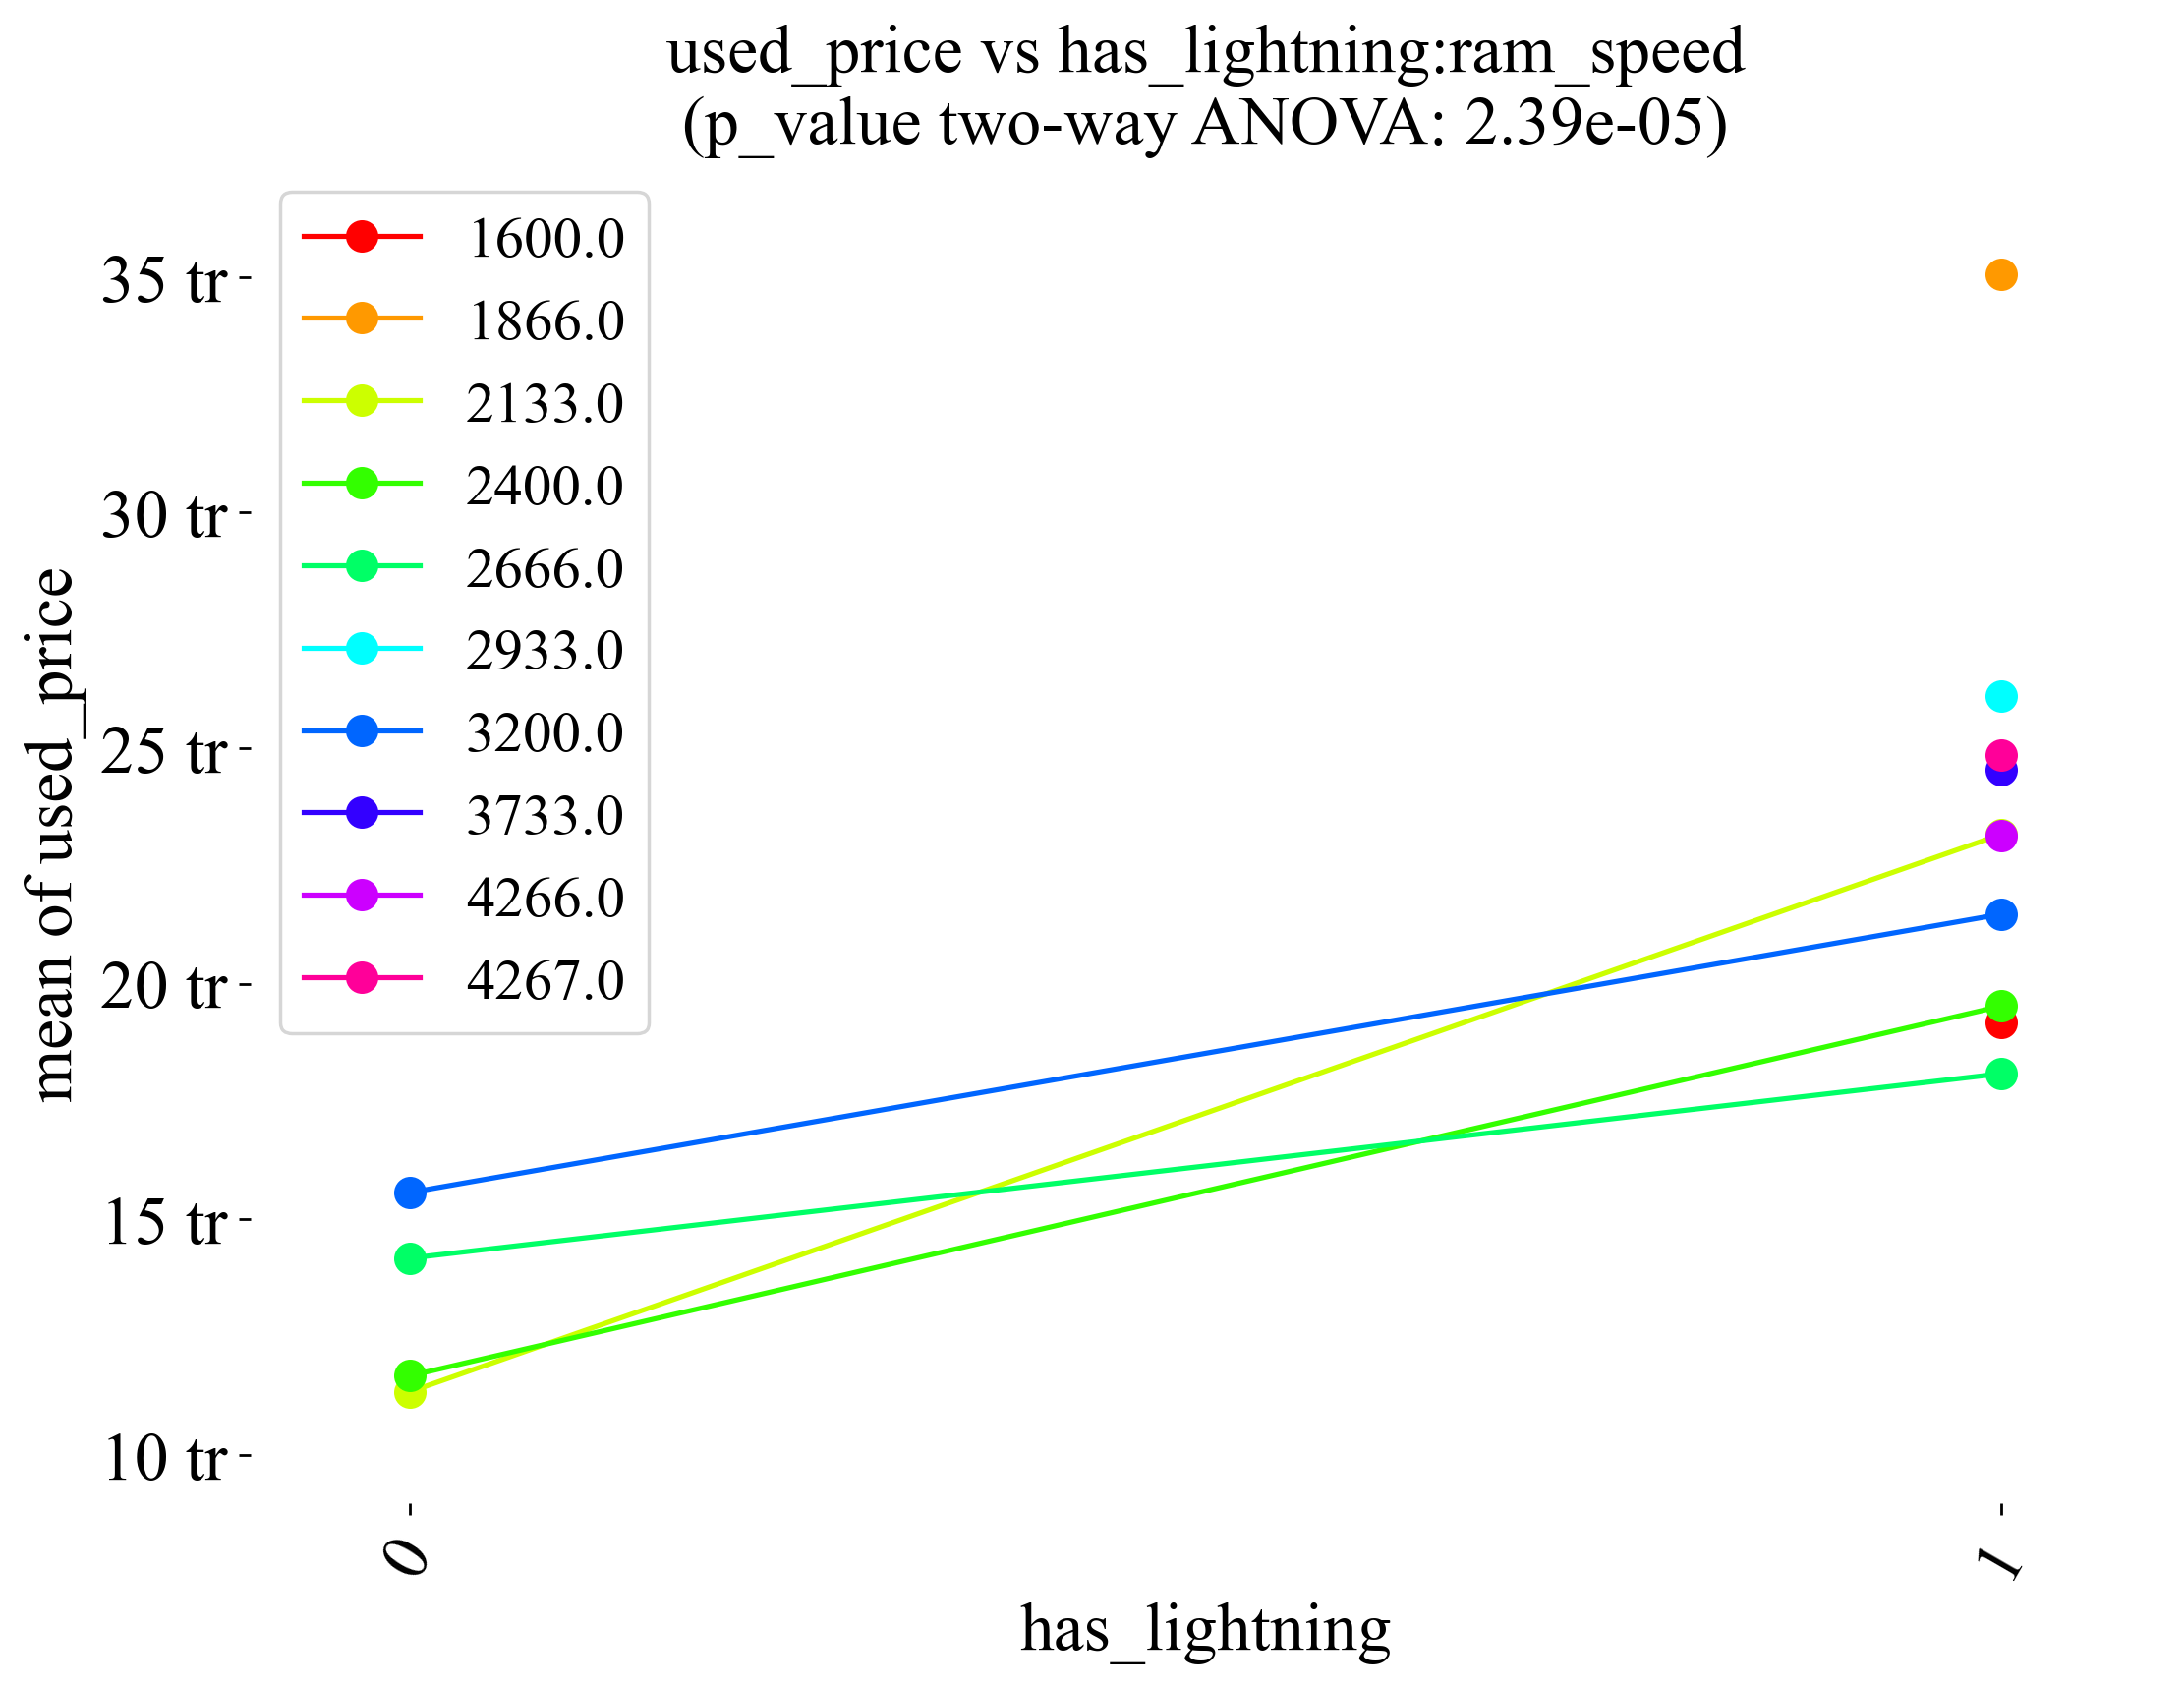 used_price vs has_lightning:ram_speed
(p_value two-way ANOVA: 2.39e-05)
1600.0
1866.0
2133.0
2400.0
2666.0
2933.0
3200.0
3733.0
4266.0
4267.0
35 tr
30 tr
25 tr
20 tr
15 tr
10 tr
mean of used_price
0
1
has_lightning